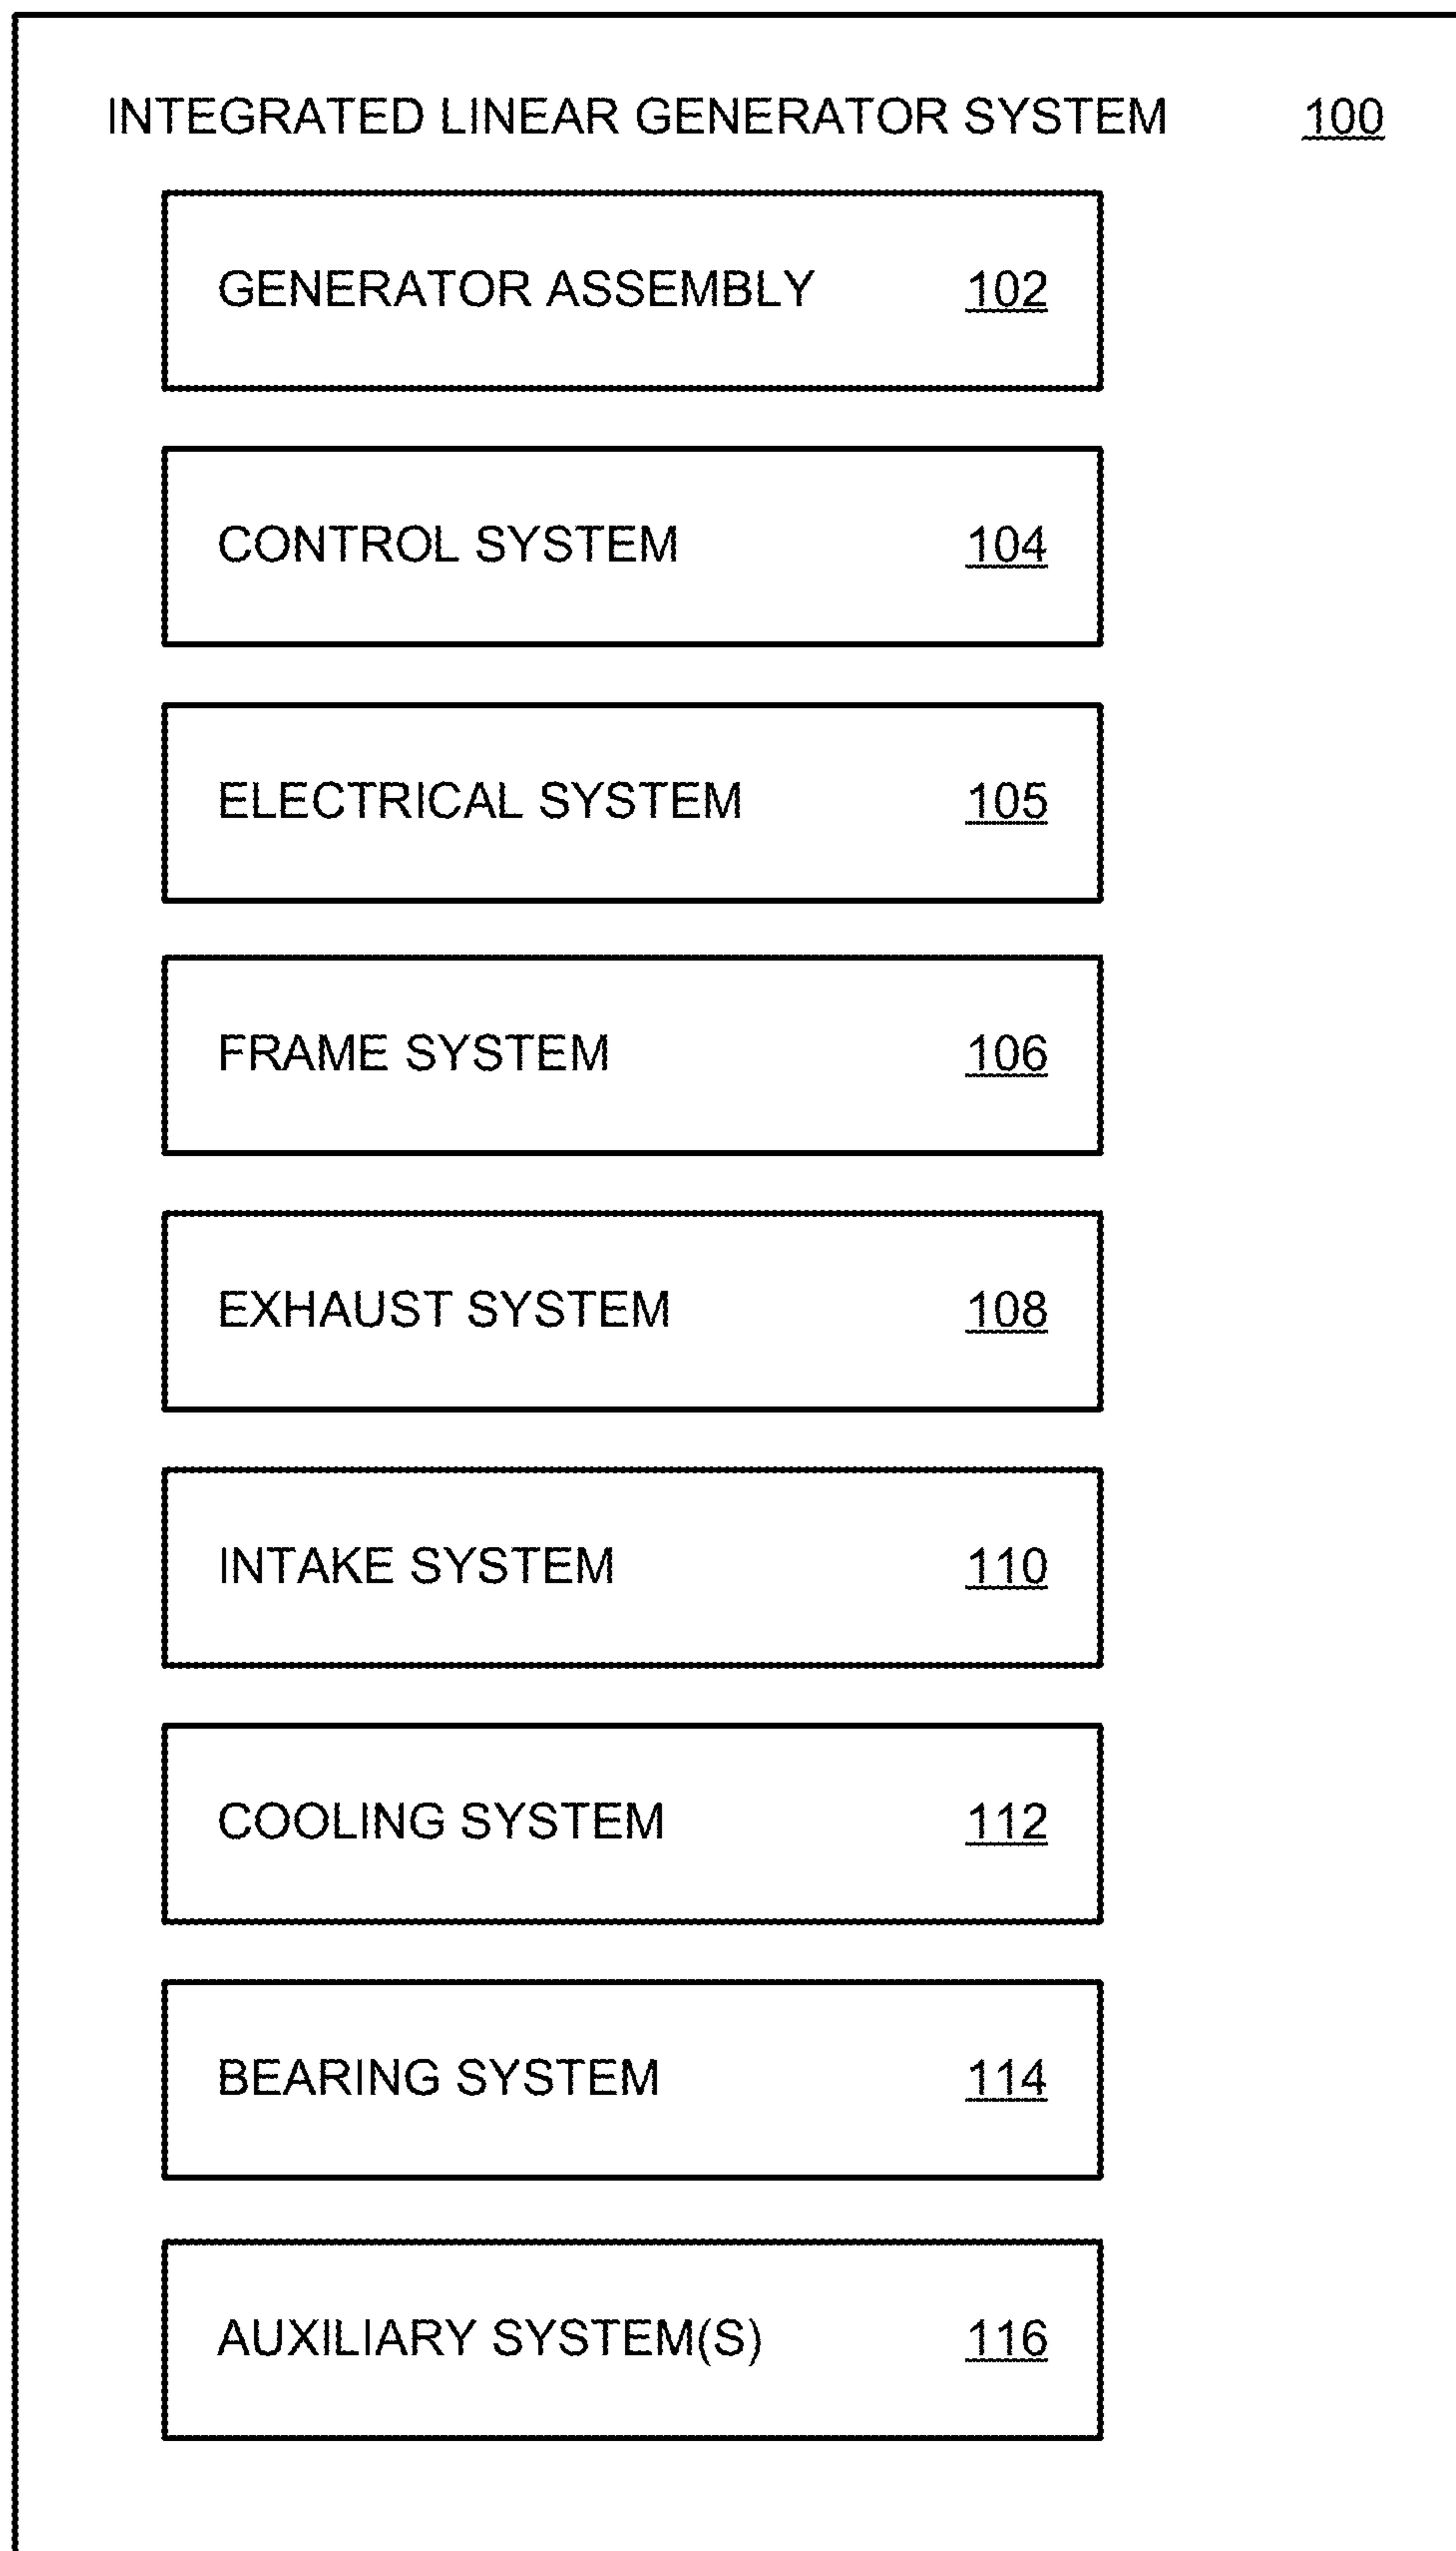 INTEGRATED LINEAR GENERATOR SYSTEM 100
GENERATOR ASSEMBLY 102
CONTROL SYSTEM 104
ELECTRICAL SYSTEM 105
FRAME SYSTEM 106
EXHAUST SYSTEM 108
INTAKE SYSTEM 110
COOLING SYSTEM 112
BEARING SYSTEM 114
AUXILIARY SYSTEM(S) 116